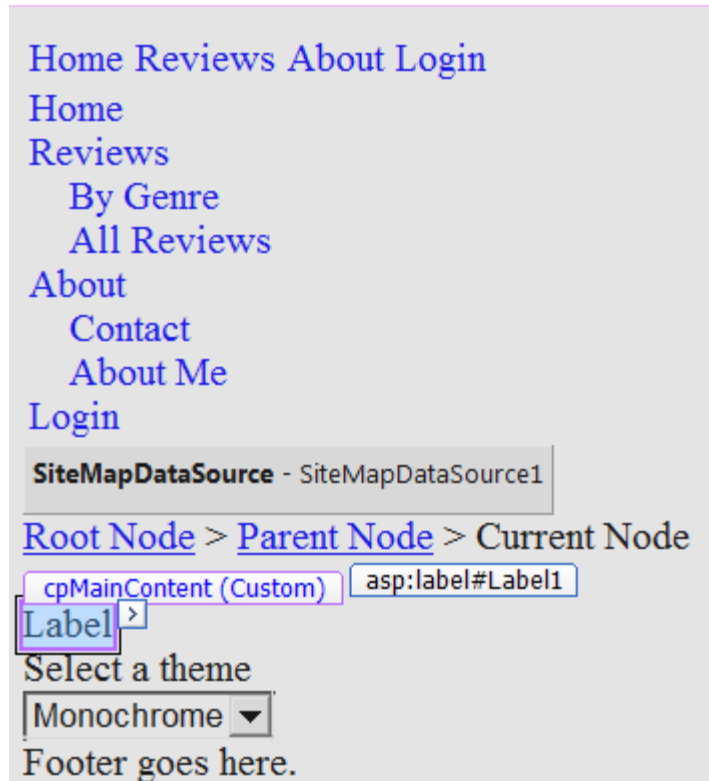 Home Reviews About Login
Home
Reviews
By Genre
All Reviews
About
Contact
About Me
Login
SiteMapDataSource - SiteMapDataSource1
Root Node > Parent Node > Current Node
cpMainContent (Custom) asp:label#Label1
Label >
Select a theme
Monochrome
Footer goes here.